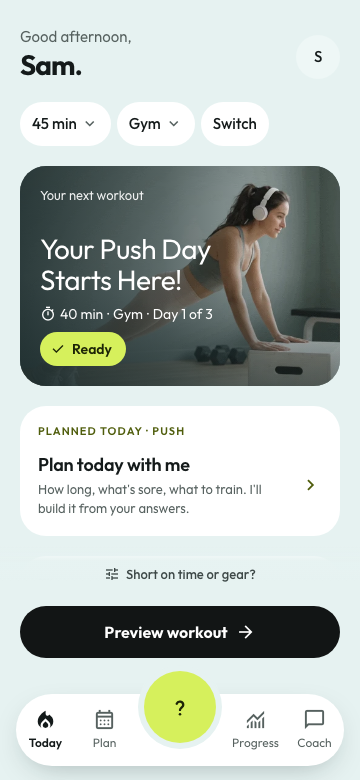 Good afternoon,
Sam.
S
45 min
Gym
Switch
Your next workout
Your Push Day
Starts Here!
40 min · Gym · Day 1 of 3
Ready
PLANNED TODAY · PUSH
Plan today with me
How long, what's sore, what to train. I'll
build it from your answers.
Short on time or gear?
Preview workout
?
Today
Plan
Progress
Coach